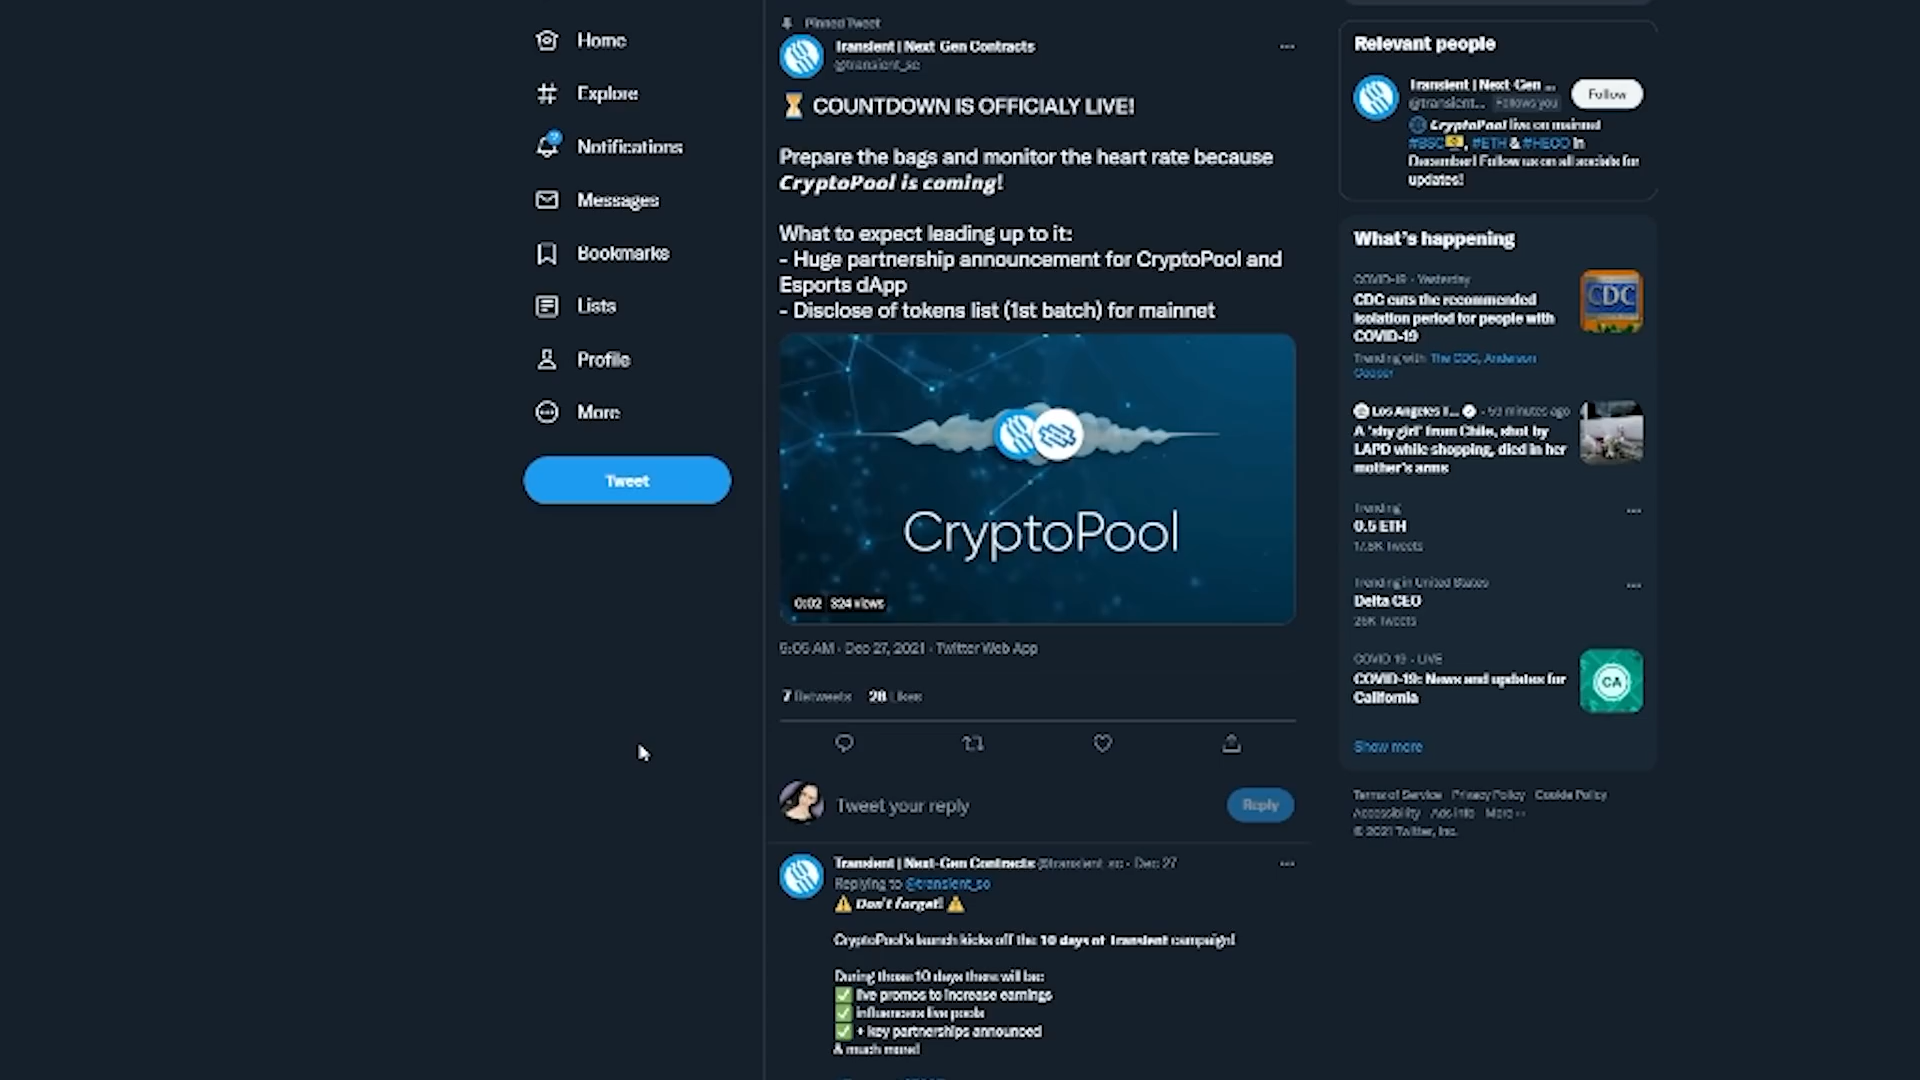 Home
Explore
Notifications
Messages
Bookmarks
Lists
Profile
More
Tweet
Pinned Tweet
Transient | Next-Gen Contracts
@transient_sc
COUNTDOWN IS OFFICIALY LIVE!
Prepare the bags and monitor the heart rate because
CryptoPool is coming!
What to expect leading up to it:
- Huge partnership announcement for CryptoPool and
Esports dApp
- Disclose of tokens list (1st batch) for mainnet
CryptoPool
0:02 324 views
5:05 AM · Dec 27, 2021 · Twitter Web App
7 Retweets 28 Likes
Tweet your reply
Reply
Transient | Next-Gen Contracts @transient_sc · Dec 27
Replying to @transient_sc
⚠️ Don't forget! ⚠️
CryptoPool's launch kicks off the 10 days of Transient campaign!
During those 10 days there will be:
✅ live promos to increase earnings
✅ influencers live pools
✅ + key partnerships announced
& much more!
Relevant people
Transient | Next-Gen ...
@transient... Follows you
Follow
CryptoPool live on mainnet
#BSC, #ETH & #HECO in
December! Follow us on all socials for
updates!
What's happening
COVID-19 · Yesterday
CDC cuts the recommended
isolation period for people with
COVID-19
Trending with The CDC, Anderson
Cooper
CDC
Los Angeles T... · 59 minutes ago
A 'shy girl' from Chile, shot by
LAPD while shopping, died in her
mother's arms
Trending
0.5 ETH
17.8K Tweets
Trending in United States
Delta CEO
26K Tweets
COVID-19 · LIVE
COVID-19: News and updates for
California
CA
Show more
Terms of Service Privacy Policy Cookie Policy
Accessibility Ads info More ···
© 2021 Twitter, Inc.